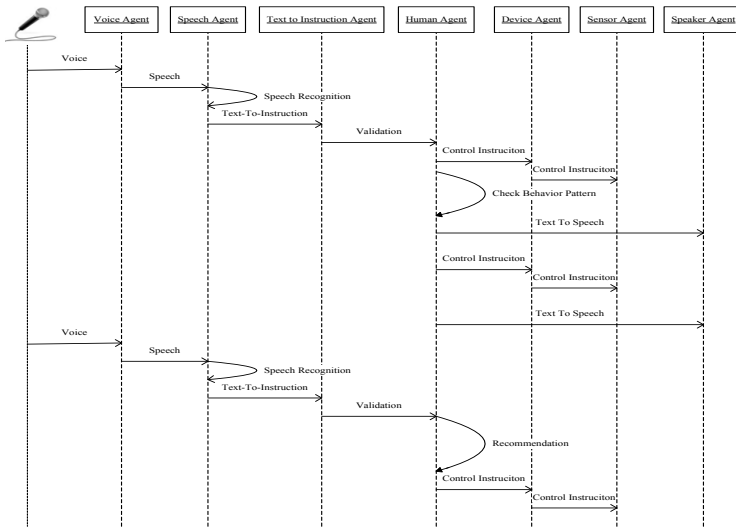 Voice Agent
Speech Agent
Text to Instruction Agent
Human Agent
Device Agent
Sensor Agent
Speaker Agent
Voice
Speech
Speech Recognition
Text-To-Instruction
Validation
Control Instruciton
Control Instruciton
Check Behavior Pattern
Text To Speech
Control Instruciton
Control Instruciton
Text To Speech
Voice
Speech
Speech Recognition
Text-To-Instruction
Validation
Recommendation
Control Instruciton
Control Instruciton